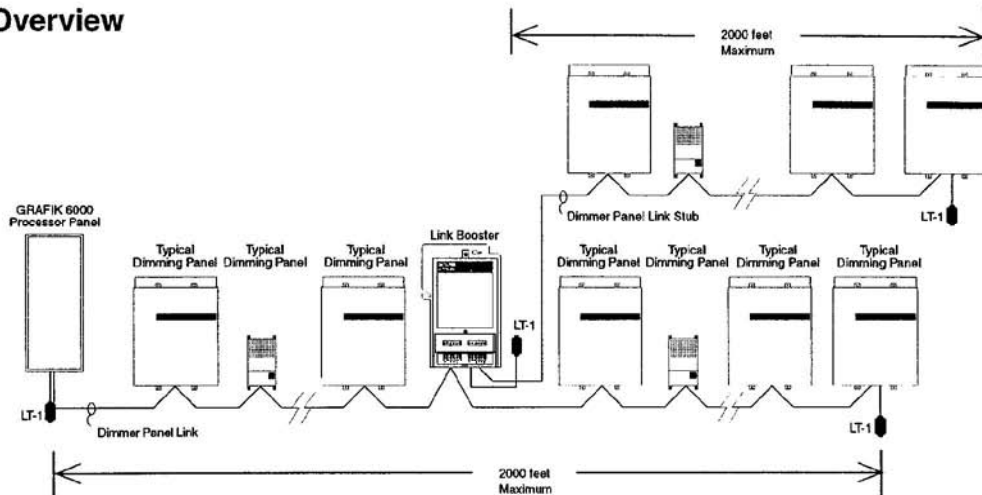 Overview
2000 feet
Maximum
GRAFIK 6000
Processor Panel
Typical
Dimming Panel
Typical
Dimming Panel
Typical
Dimming Panel
Link Booster
Dimmer Panel Link Stub
LT-1
Typical
Dimming Panel
Typical
Dimming Panel
Typical
Dimming Panel
Typical
Dimming Panel
LT-1
LT-1
Dimmer Panel Link
LT-1
2000 feet
Maximum